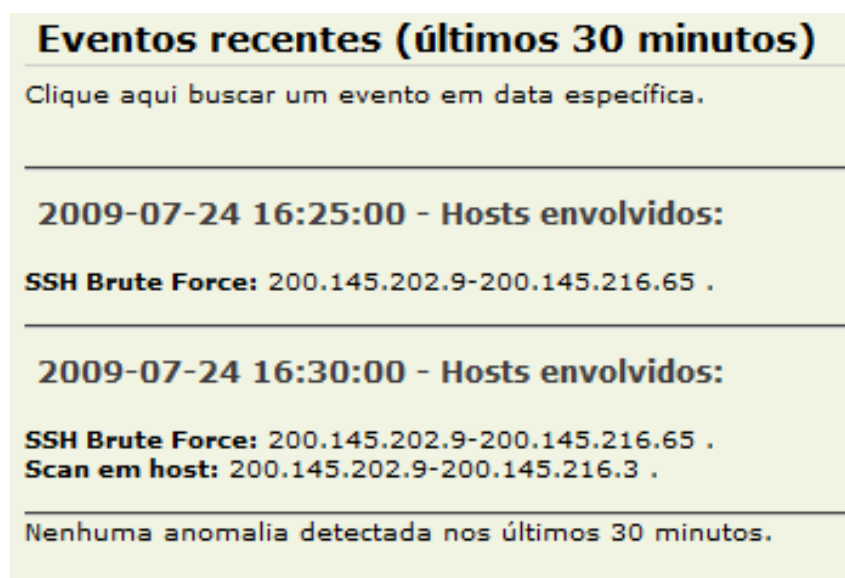 Eventos recentes (últimos 30 minutos)
Clique aqui buscar um evento em data específica.
2009-07-24 16:25:00 - Hosts envolvidos:
SSH Brute Force: 200.145.202.9-200.145.216.65 .
2009-07-24 16:30:00 - Hosts envolvidos:
SSH Brute Force: 200.145.202.9-200.145.216.65 .
Scan em host: 200.145.202.9-200.145.216.3 .
Nenhuma anomalia detectada nos últimos 30 minutos.